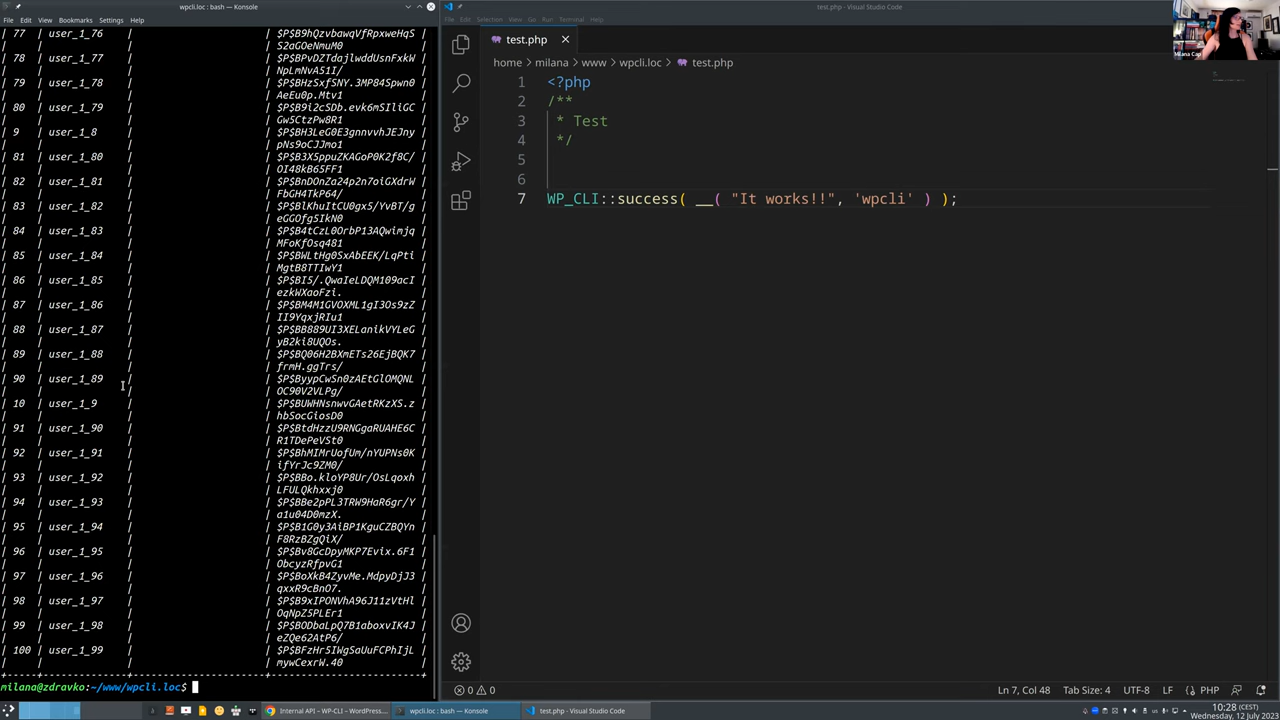 wpcli.loc : bash — Konsole
File Edit View Bookmarks Settings Help
77 | user_1_76 | | $P$B9hQzvbawqVfRpxweHqS
S2aGOeNmuM0
78 | user_1_77 | | $P$BPvDZTdajlwddUsnFxkW
NpLmNvA51I/
79 | user_1_78 | | $P$BHzSxfSNY.3MP84Spwn0
AeEu0p.Mtv1
80 | user_1_79 | | $P$B9i2cSDb.evk6mSIliGC
Gw5CtzPw8R1
9 | user_1_8 | | $P$BH3LeG0E3gnnvvhJEJny
pNs9oCJJmo1
81 | user_1_80 | | $P$B3X5ppuZKAGoP0K2f8C/
OI48kB65FF1
82 | user_1_81 | | $P$BnDOnZa24p2n7oiGXdrW
FbGH4TkP64/
83 | user_1_82 | | $P$BlKhuItCU0gx5/YvBT/g
eGGOfg5IkN0
84 | user_1_83 | | $P$B4tCzL0OrbP13AQwimjq
MFoKfOsq481
85 | user_1_84 | | $P$BWLtHg0SxAbEEK/LqPti
MgtB8TTIwY1
86 | user_1_85 | | $P$BI5/.QwaIeLDQM109acI
ezkWXaoFzi.
87 | user_1_86 | | $P$BM4M1GVOXML1gI3Os9zZ
II9YqxjRIu1
88 | user_1_87 | | $P$BB889UI3XELanikVYLeG
yB2ki8UQOs.
89 | user_1_88 | | $P$BQ06H2BXmETs26EjBQK7
frmH.ggTrs/
90 | user_1_89 | | $P$ByypCwSn0zAEtGlOMQNL
OC90V2VLPg/
10 | user_1_9 | | $P$BUWHNsnwvGAetRKzXS.z
hbSocGiosD0
91 | user_1_90 | | $P$BtdHzzU9RNGgaRUAHE6C
R1TDePeVSt0
92 | user_1_91 | | $P$BhMIMrUofUm/nYUPNs0K
ifYrJc9ZM0/
93 | user_1_92 | | $P$BBo.kloYP8Ur/OsLqoxh
LFULQkhxxj0
94 | user_1_93 | | $P$BBe2pPL3TRW9HaR6gr/Y
a1u04D0mzX.
95 | user_1_94 | | $P$B1G0y3AiBP1KguCZBQYn
F8RzBZgQiX/
96 | user_1_95 | | $P$Bv8GcDpyMKP7Evix.6F1
ObcyzRfpvG1
97 | user_1_96 | | $P$BoXkB4ZyvMe.MdpyDjJ3
qxxR9cBnO7.
98 | user_1_97 | | $P$B9xIPONVhA96J11zVtHl
OqNpZ5PLEr1
99 | user_1_98 | | $P$BODbaLpQ7B1aboxvIK4J
eZQe62AtP6/
100 | user_1_99 | | $P$BFzHr5IWgSaUuFCPhIjL
mywCexrW.40
milana@zdravko:~/www/wpcli.loc$
test.php - Visual Studio Code
File Edit Selection View Go Run Terminal Help
test.php
home > www > milana > wpcli.loc > test.php
1 <?php
2 /**
3 * Test
4 */
5
6
7 WP_CLI::success( __( "It works!!", 'wpcli' ) );
Milana Cap
0 0
Ln 7, Col 48 Tab Size: 4 UTF-8 LF PHP
Internal API – WP-CLI – WordPress....
wpcli.loc : bash — Konsole
test.php - Visual Studio Code
10:28 (CEST)
Wednesday, 12 July 2023